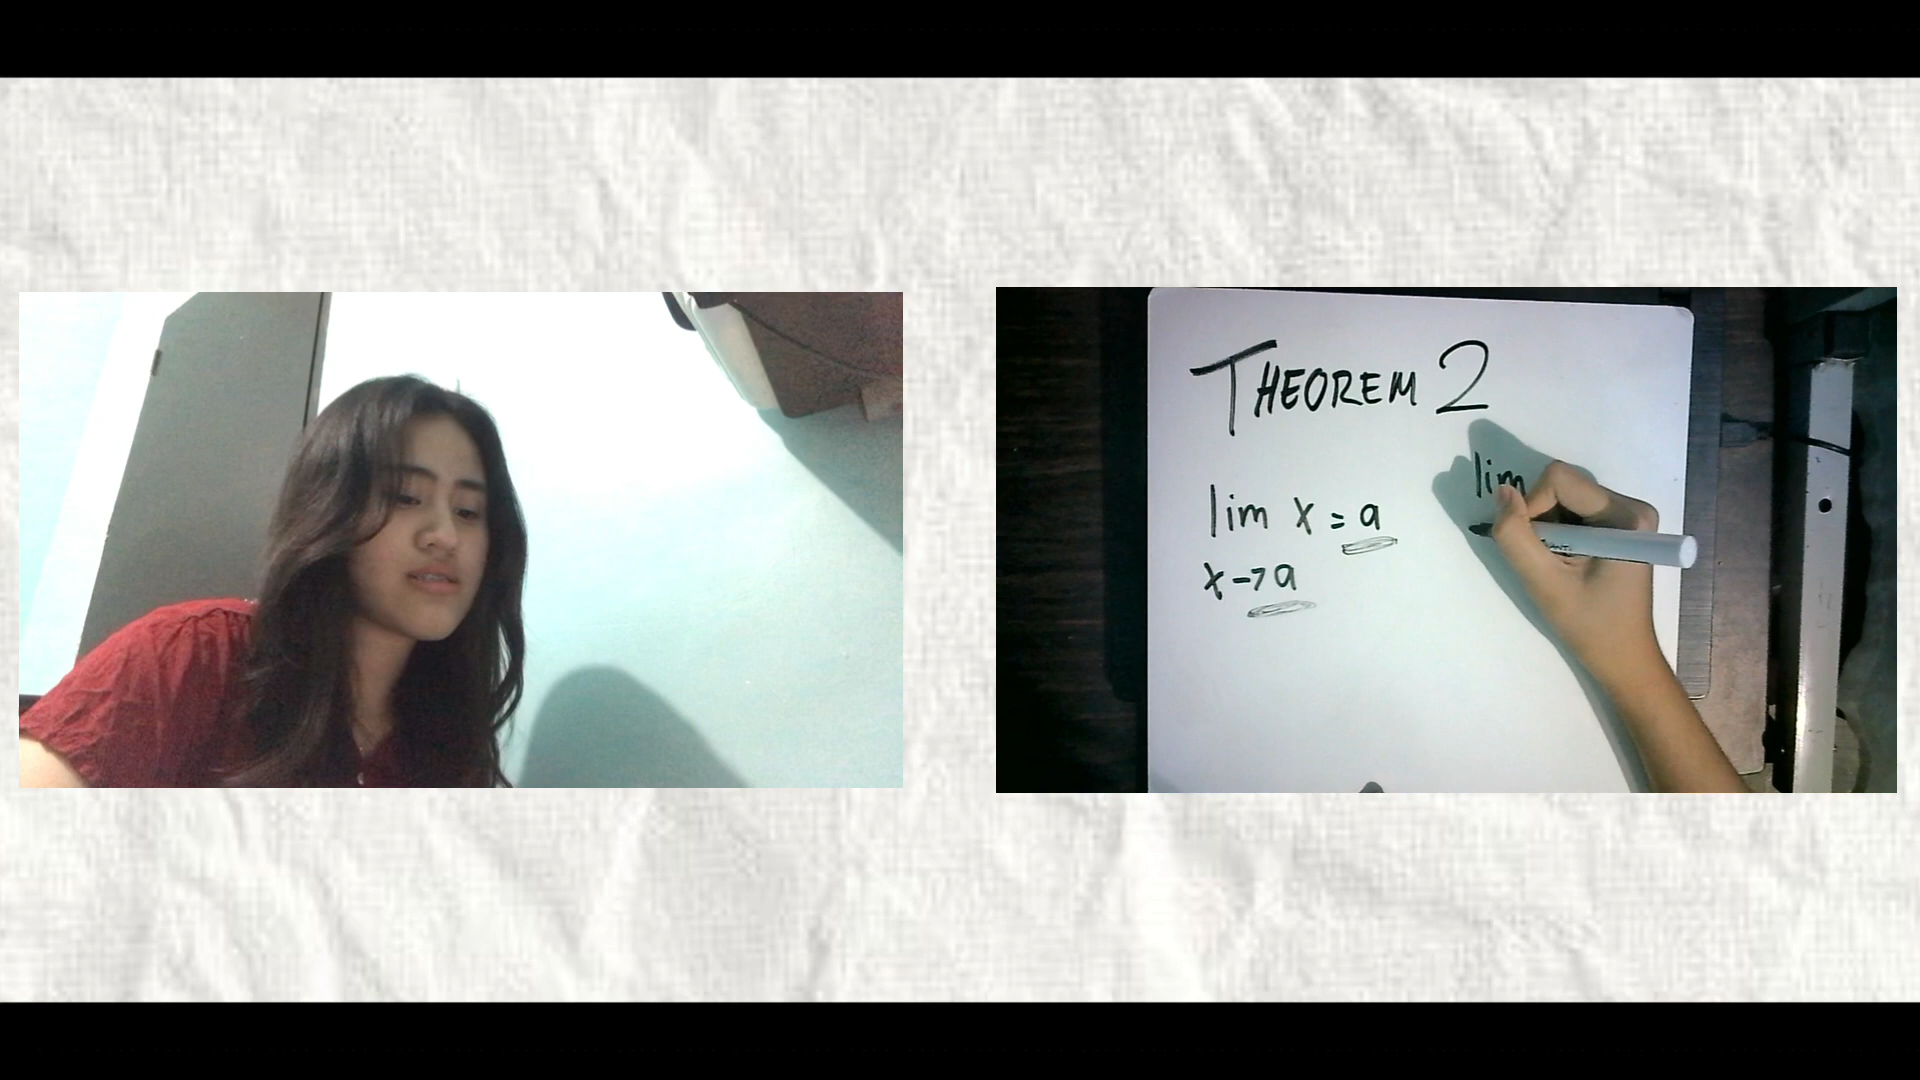 THEOREM 2
lim x = a
x → a
lim